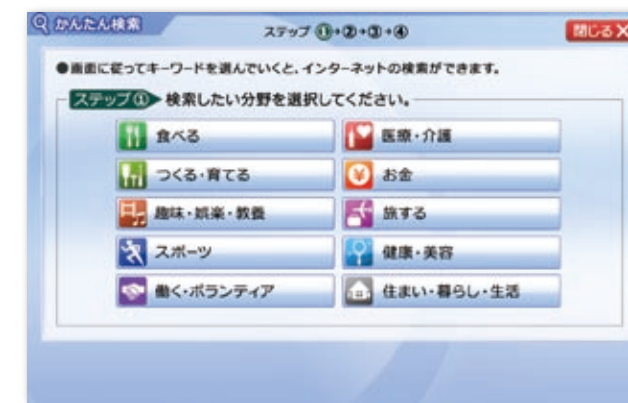 かんたん検索
ステップ ①→②→③→④
閉じる✕
●画面に従ってキーワードを選んでいくと、インターネットの検索ができます。
ステップ① 検索したい分野を選択してください。
食べる
医療・介護
つくる・育てる
お金
趣味・娯楽・教養
旅する
スポーツ
健康・美容
働く・ボランティア
住まい・暮らし・生活